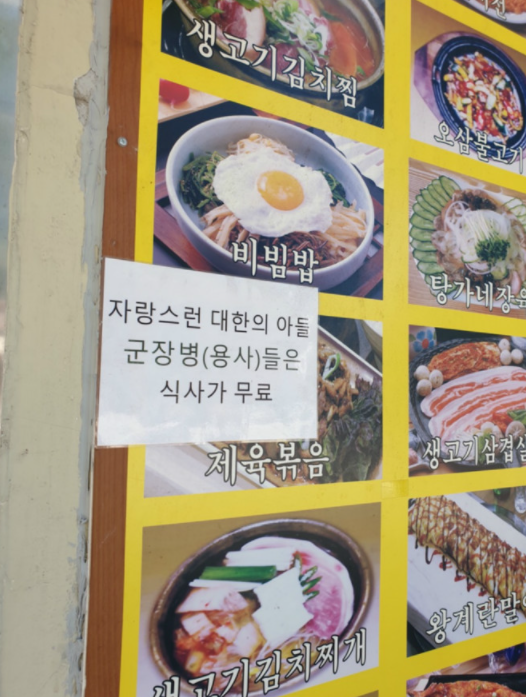 생고기김치찜
오삼불고기
비빔밥
탕가네장
자랑스런 대한의 아들
군장병(용사)들은
식사가 무료
제육볶음
생고기삼겹살
생고기김치찌개
왕계란말